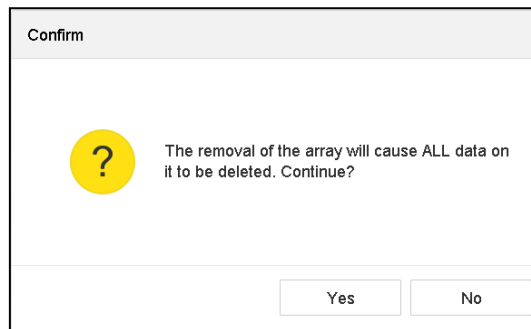 Confirm
?
The removal of the array will cause ALL data on
it to be deleted. Continue?
Yes No